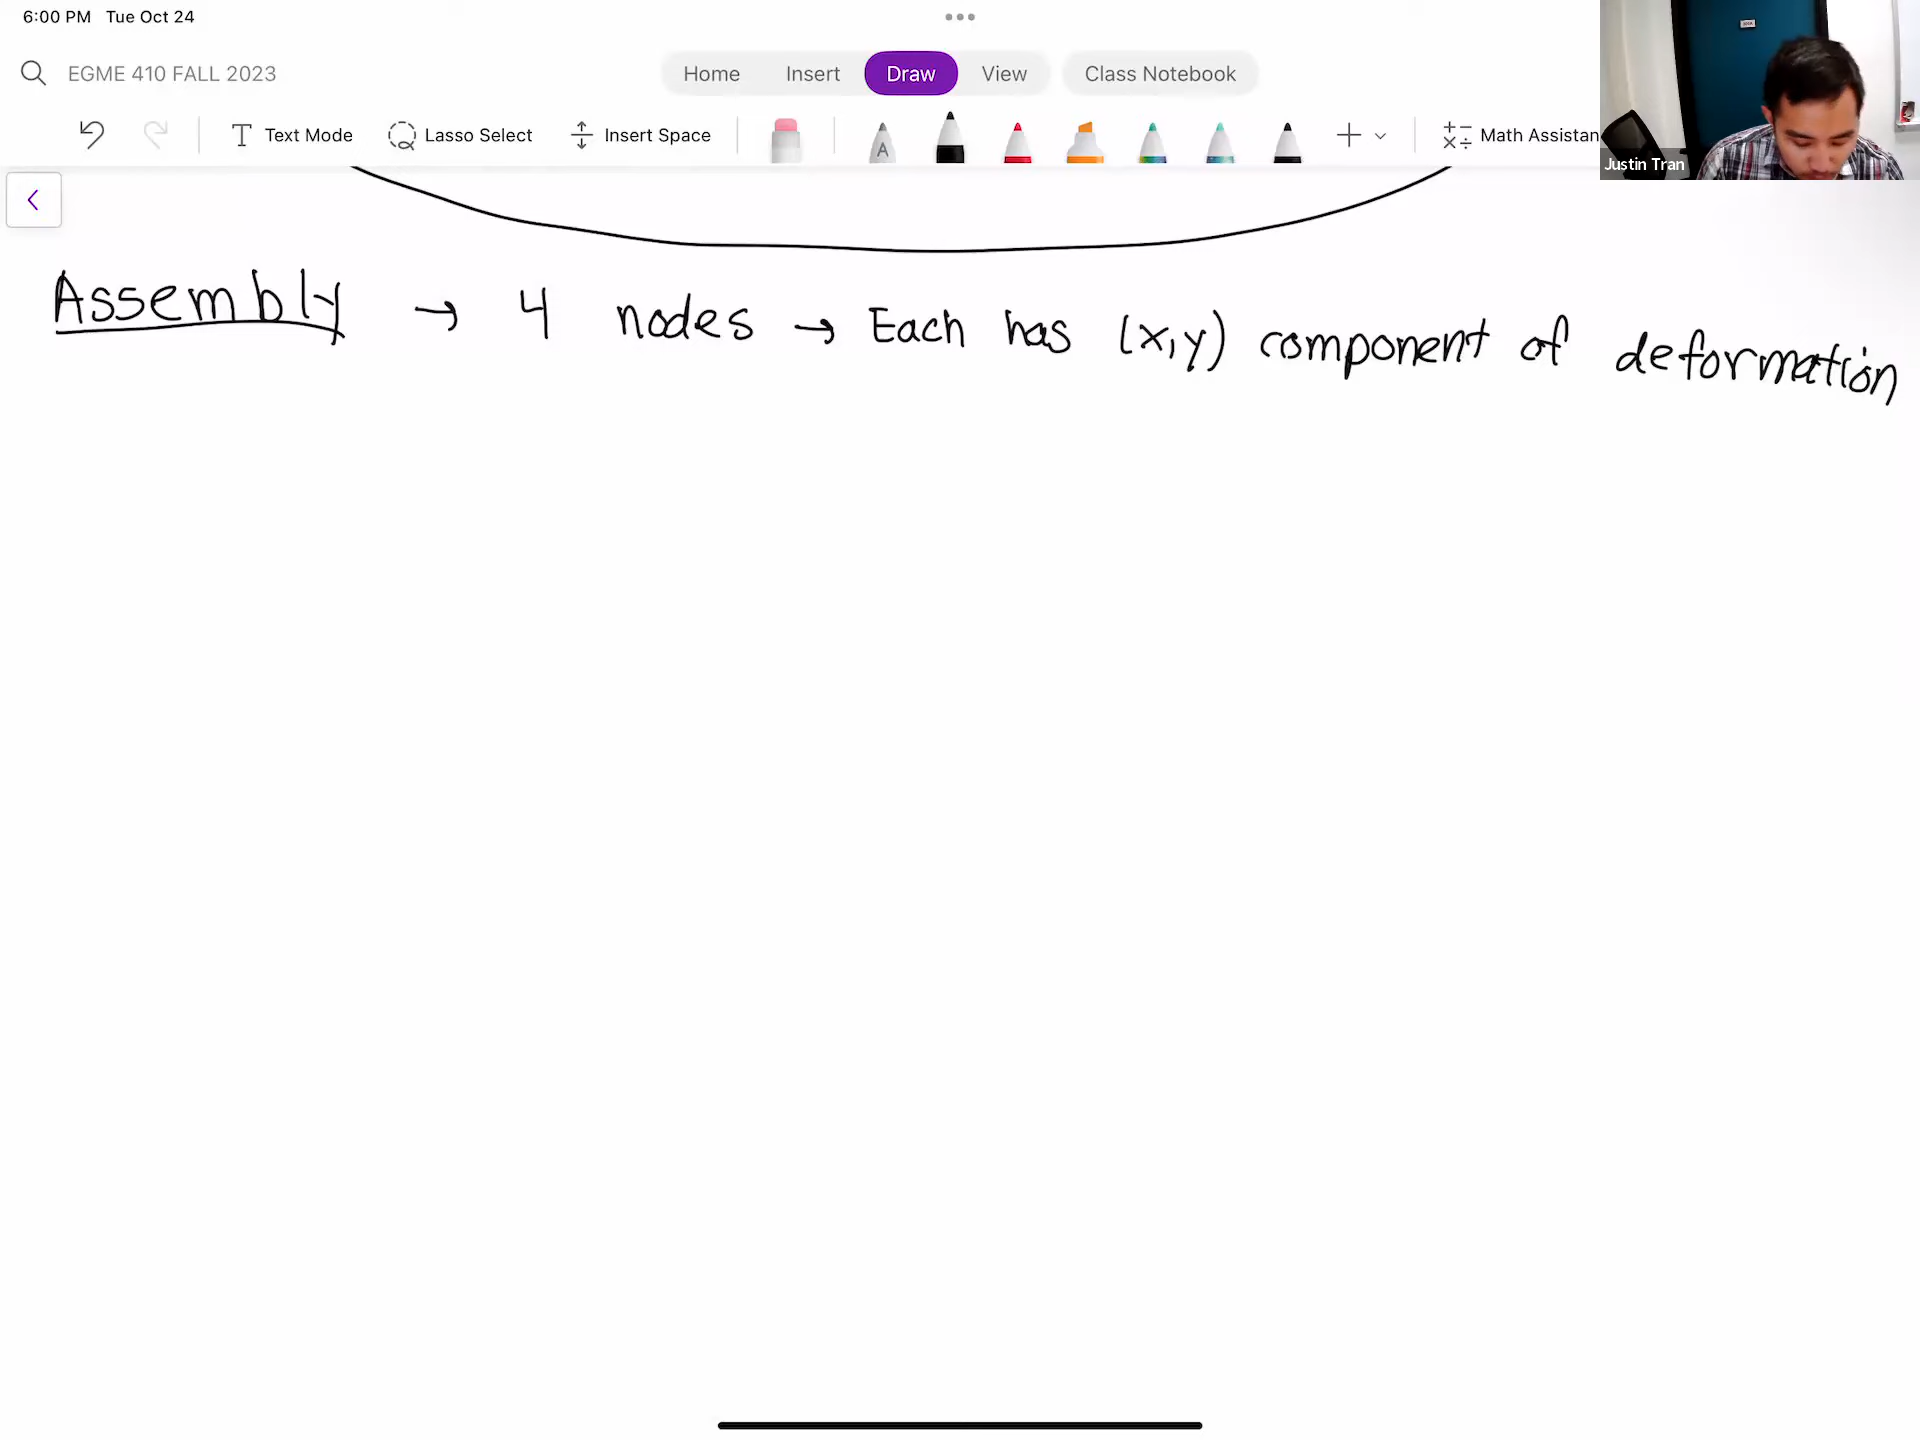 6:00 PM Tue Oct 24
EGME 410 FALL 2023
Home Insert Draw View Class Notebook
Text Mode Lasso Select Insert Space A Math Assistan
Justin Tran
Assembly → 4 nodes → Each has (x,y) component of deformation